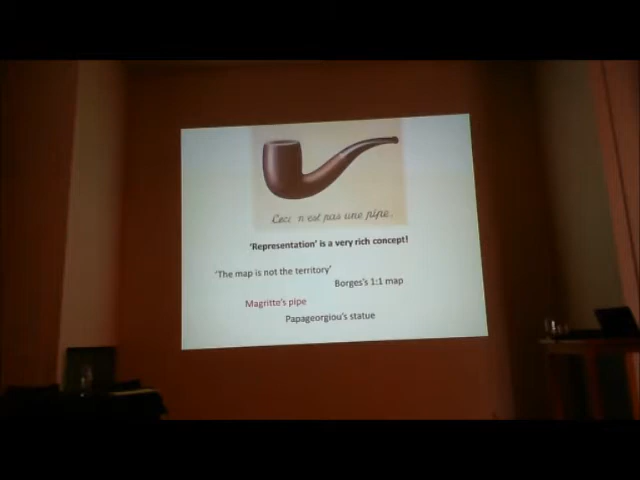 Ceci n'est pas une pipe.
'Representation' is a very rich concept!
'The map is not the territory'
Borges's 1:1 map
Magritte's pipe
Papageorgiou's statue